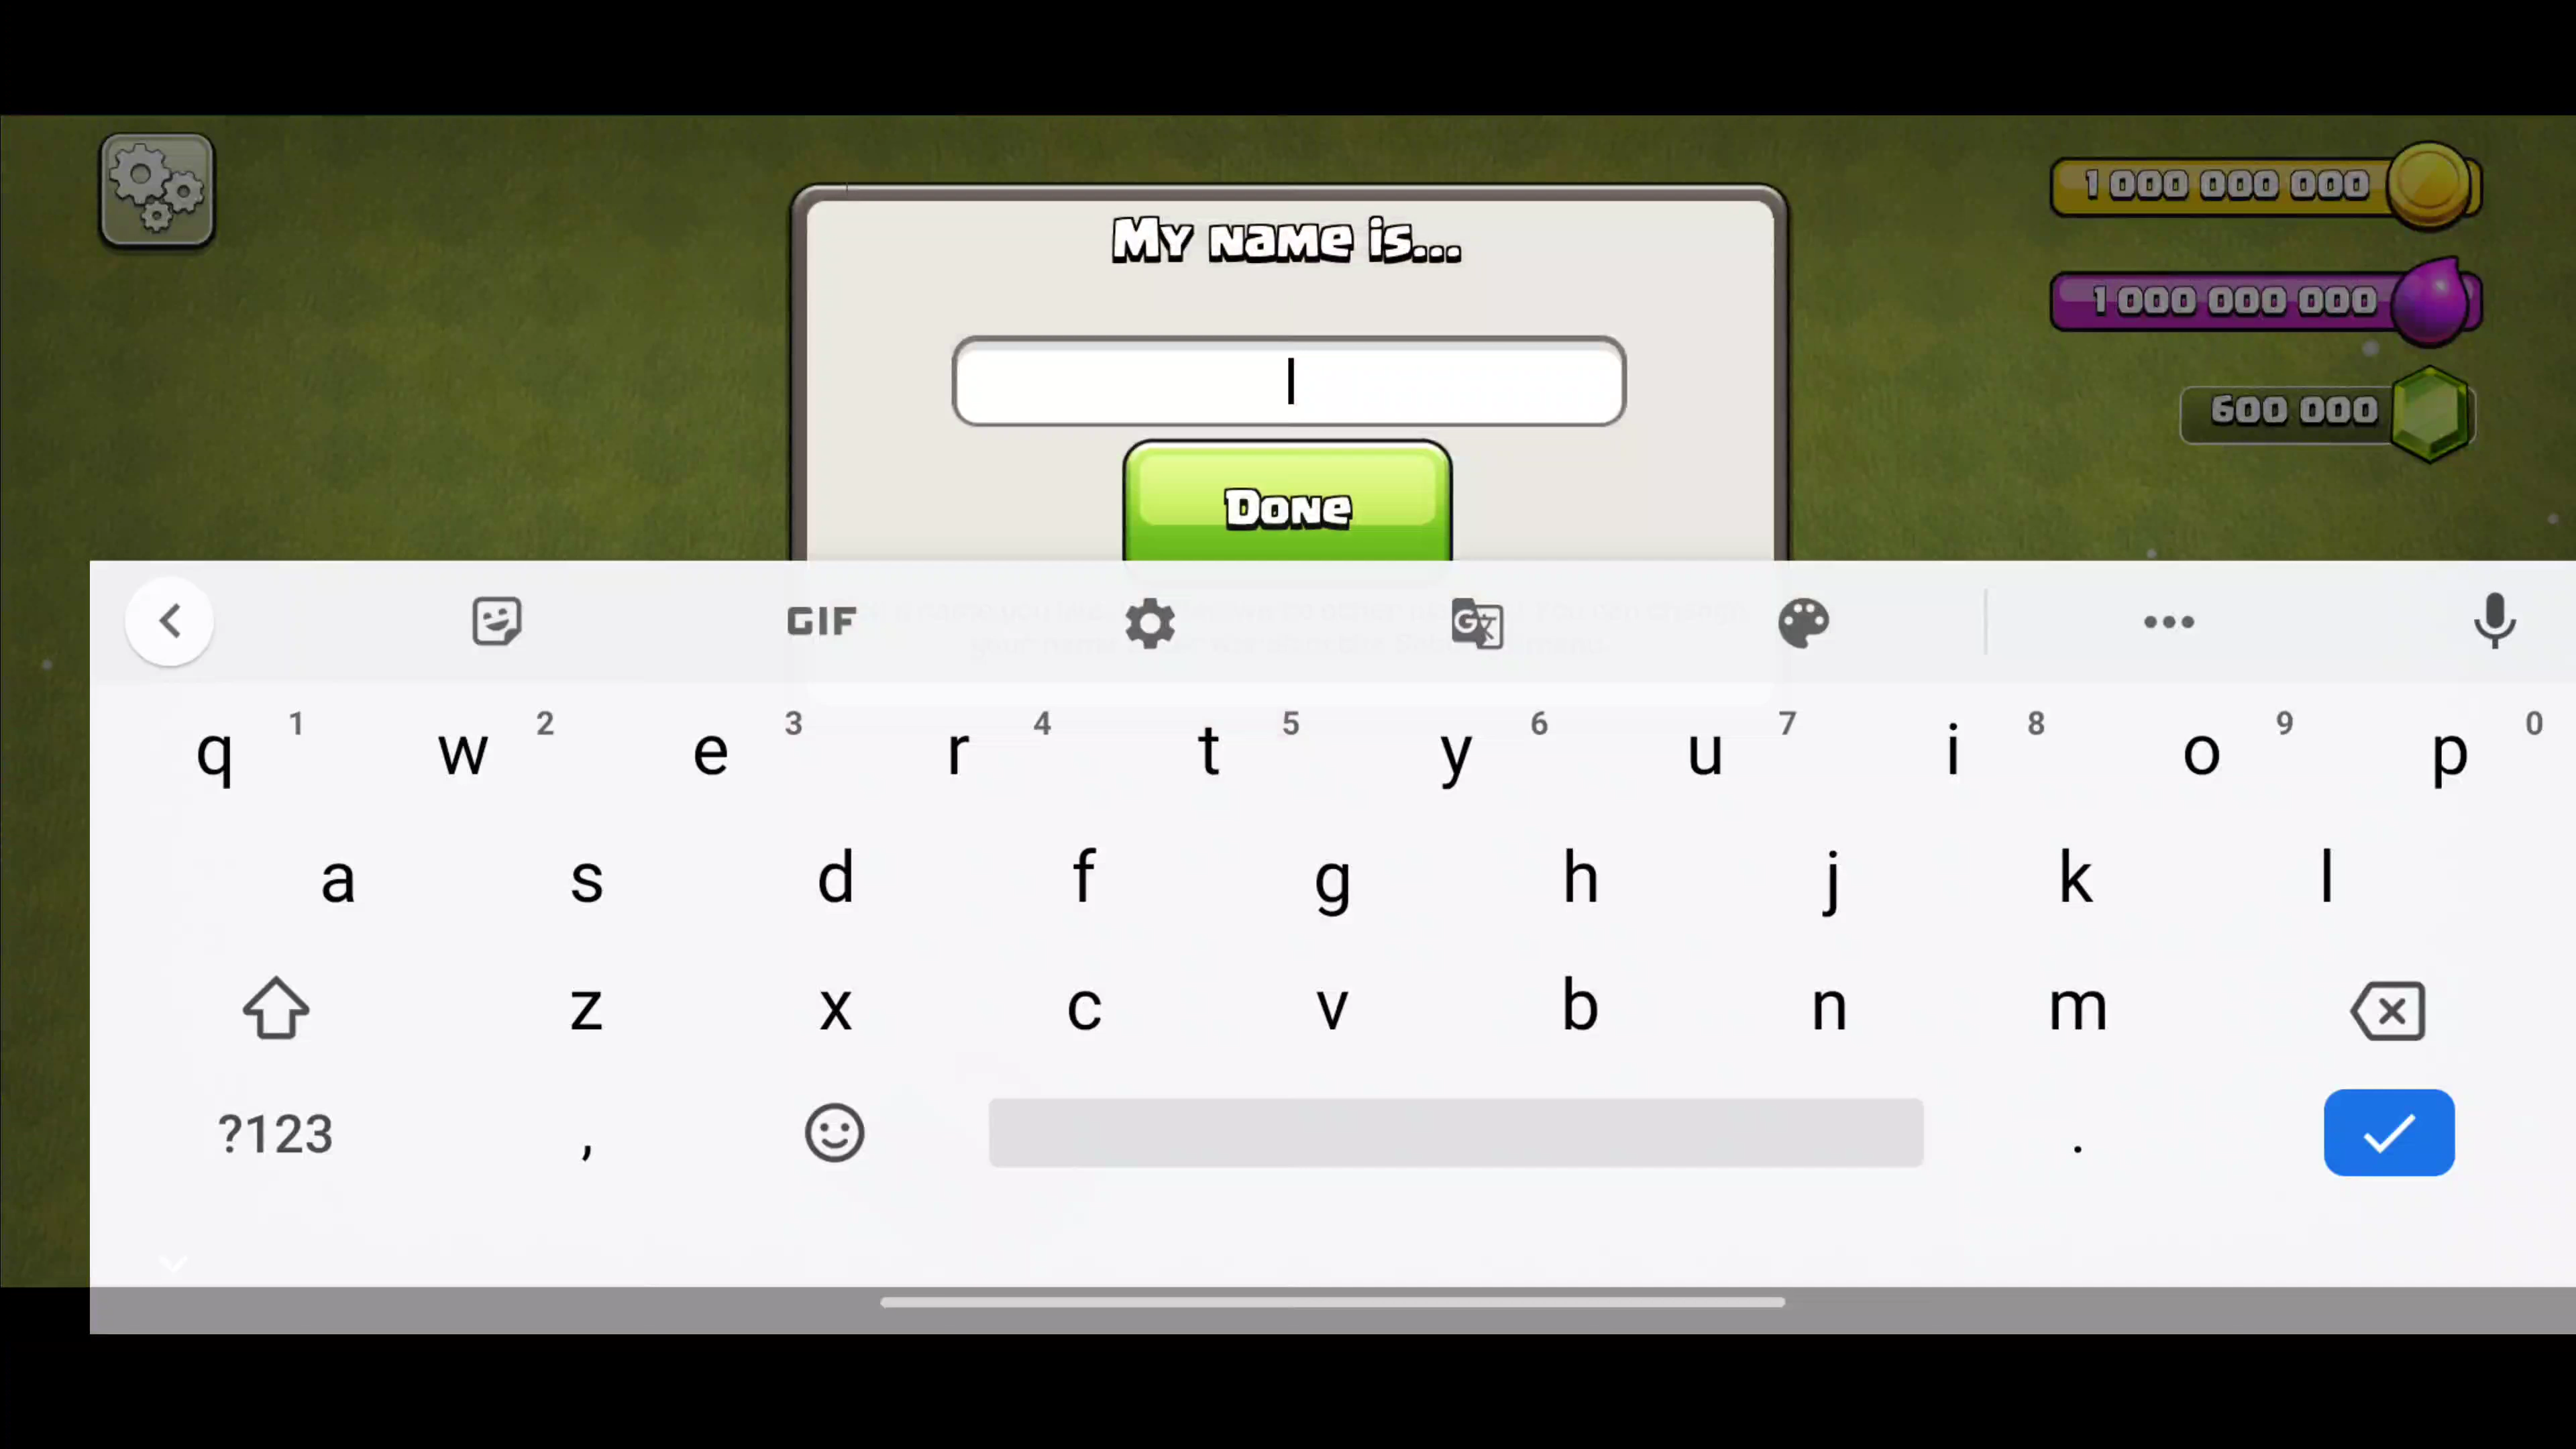 My name is...
1 000 000 000
1 000 000 000
600 000
Done
GIF
q 1 w 2 e 3 r 4 t 5 y 6 u 7 i 8 o 9 p 0
a s d f g h j k l
z x c v b n m
?123 , .